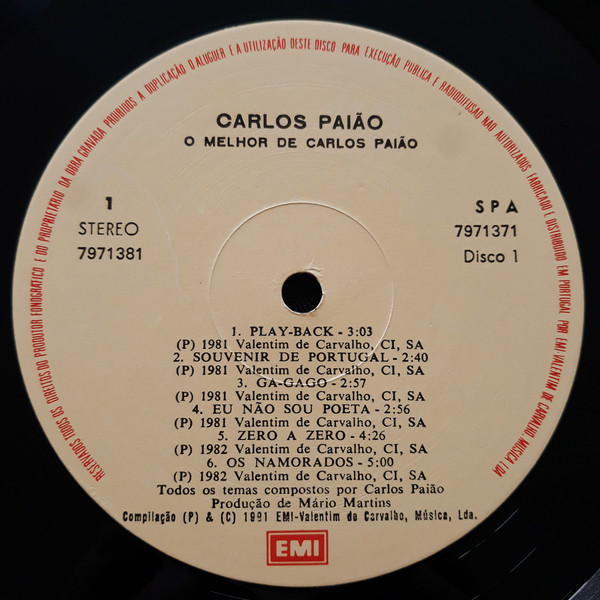 RESERVADOS TODOS OS DIREITOS DO PRODUTOR FONOGRÁFICO E DO PROPRIETÁRIO DA OBRA GRAVADA PROIBIDOS A DUPLICAÇÃO O ALUGUER E A UTILIZAÇÃO DESTE DISCO PARA EXECUÇÃO PUBLICA E RADIODIFUSÃO NÃO AUTORIZADOS FABRICADO E DISTRIBUIDO EM PORTUGAL POR EMI VALENTIM DE CARVALHO, MUSICA LDA
CARLOS PAIÃO
O MELHOR DE CARLOS PAIÃO
1
STEREO
7971381
SPA
7971371
Disco 1
1. PLAY-BACK - 3:03
(P) 1981 Valentim de Carvalho, CI, SA
2. SOUVENIR DE PORTUGAL - 2:40
(P) 1981 Valentim de Carvalho, CI, SA
3. GA-GAGO - 2:57
(P) 1981 Valentim de Carvalho, CI, SA
4. EU NÃO SOU POETA - 2:56
(P) 1981 Valentim de Carvalho, CI, SA
5. ZERO A ZERO - 4:26
(P) 1982 Valentim de Carvalho, CI, SA
6. OS NAMORADOS - 5:00
(P) 1982 Valentim de Carvalho, CI, SA
Todos os temas compostos por Carlos Paião
Produção de Mário Martins
Compilação (P) & (C) 1991 EMI-Valentim de Carvalho, Música, Lda.
EMI